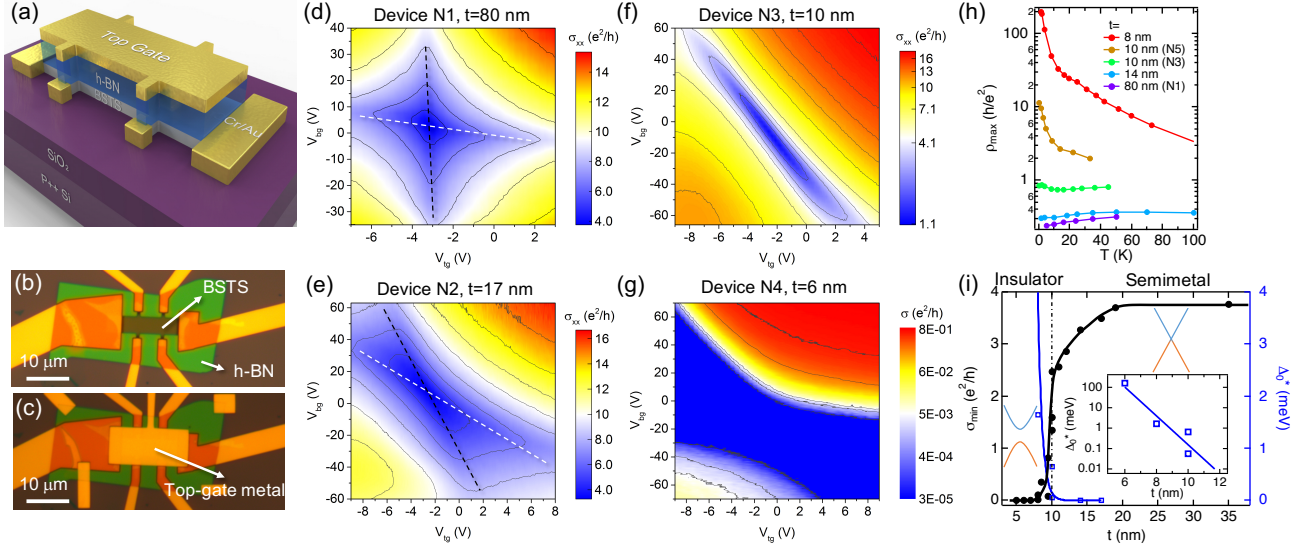 (a)
Top Gate
h-BN
BSTS
Cr/Au
SiO₂
P++ Si
(b)
BSTS
10 μm
h-BN
(c)
10 μm
Top-gate metal
(d)
Device N1, t=80 nm
σxx (e²/h)
40
30
20
10
0
-10
-20
-30
Vbg (V)
-6
-4
-2
0
2
Vtg (V)
14
12
10
8.0
6.0
4.0
(e)
Device N2, t=17 nm
σxx (e²/h)
60
40
20
0
-20
-40
-60
Vbg (V)
-8
-4
0
4
8
Vtg (V)
16
14
12
10
8.0
6.0
4.0
(f)
Device N3, t=10 nm
σxx (e²/h)
60
40
20
0
-20
-40
-60
Vbg (V)
-8
-6
-4
-2
0
2
4
Vtg (V)
16
13
10
7.1
4.1
1.1
(g)
Device N4, t=6 nm
σ (e²/h)
60
40
20
0
-20
-40
-60
Vbg (V)
-8 -6 -4 -2 0 2 4 6 8
Vtg (V)
8E-01
6E-02
5E-03
4E-04
3E-05
(h)
t=
8 nm
10 nm (N5)
10 nm (N3)
14 nm
80 nm (N1)
ρmax (h/e²)
2
100
6
4
2
10
6
4
2
1
6
4
0
20
40
60
80
100
T (K)
(i)
Insulator
Semimetal
σmin (e²/h)
4
3
2
1
0
Δ₀* (meV)
4
3
2
1
0
5
10
15
20
25
30
35
t (nm)
Δ₀* (meV)
100
10
1
0.1
0.01
6
8
10
12
t (nm)